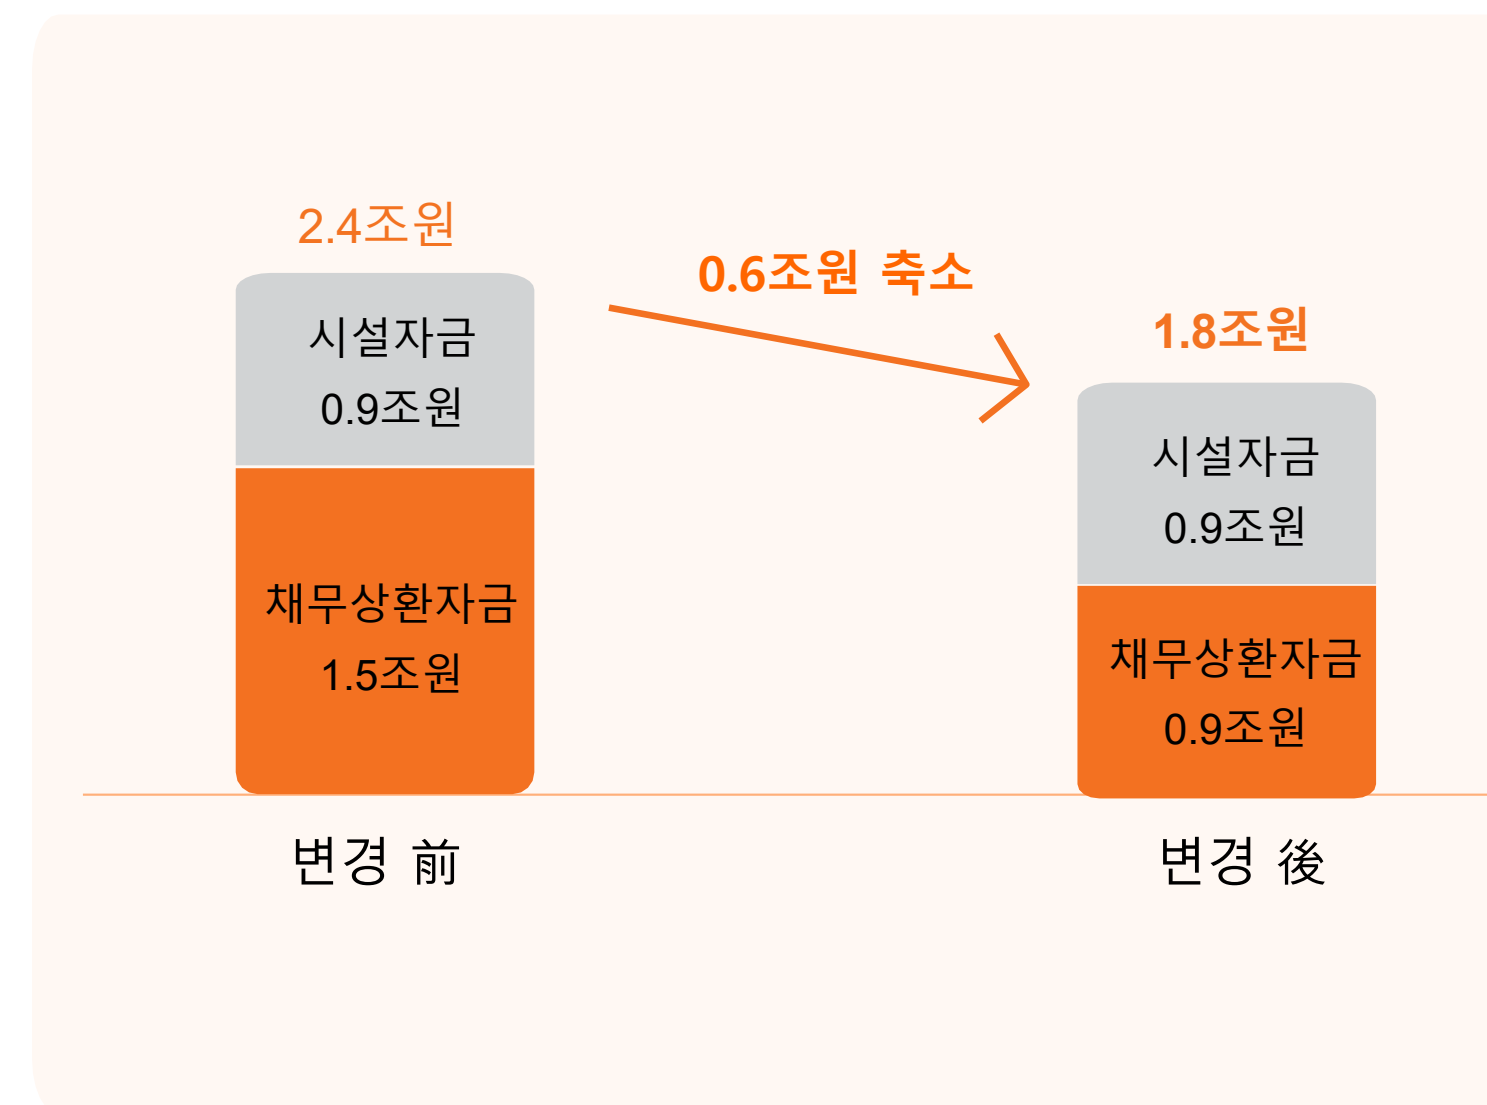 2.4조원
시설자금
0.9조원
채무상환자금
1.5조원
변경 前
0.6조원 축소
1.8조원
시설자금
0.9조원
채무상환자금
0.9조원
변경 後